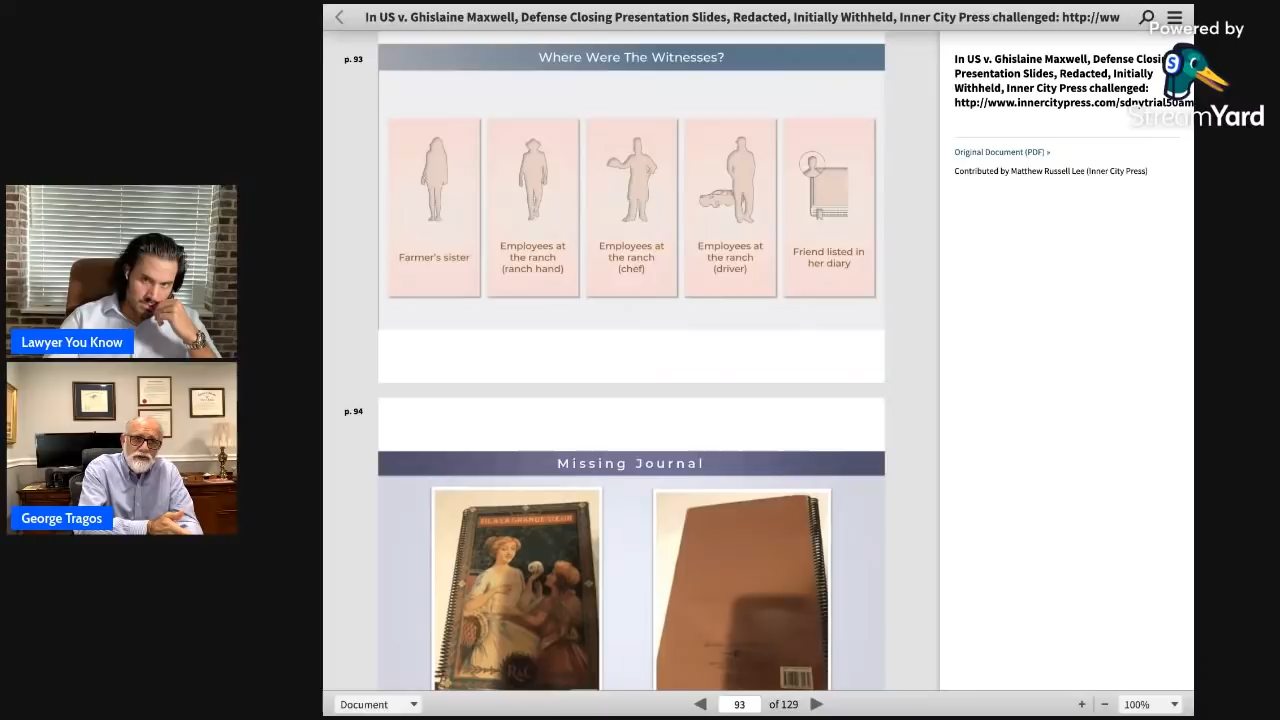 In US v. Ghislaine Maxwell, Defense Closing Presentation Slides, Redacted, Initially Withheld, Inner City Press challenged: http://ww
Powered by
StreamYard
p. 93
Where Were The Witnesses?
Farmer's sister
Employees at
the ranch
(ranch hand)
Employees at
the ranch
(chef)
Employees at
the ranch
(driver)
Friend listed in
her diary
p. 94
Missing Journal
In US v. Ghislaine Maxwell, Defense Closing
Presentation Slides, Redacted, Initially
Withheld, Inner City Press challenged:
http://www.innercitypress.com/sdnytrial50am
Original Document (PDF) »
Contributed by Matthew Russell Lee (Inner City Press)
Lawyer You Know
George Tragos
Document
93
of 129
100%